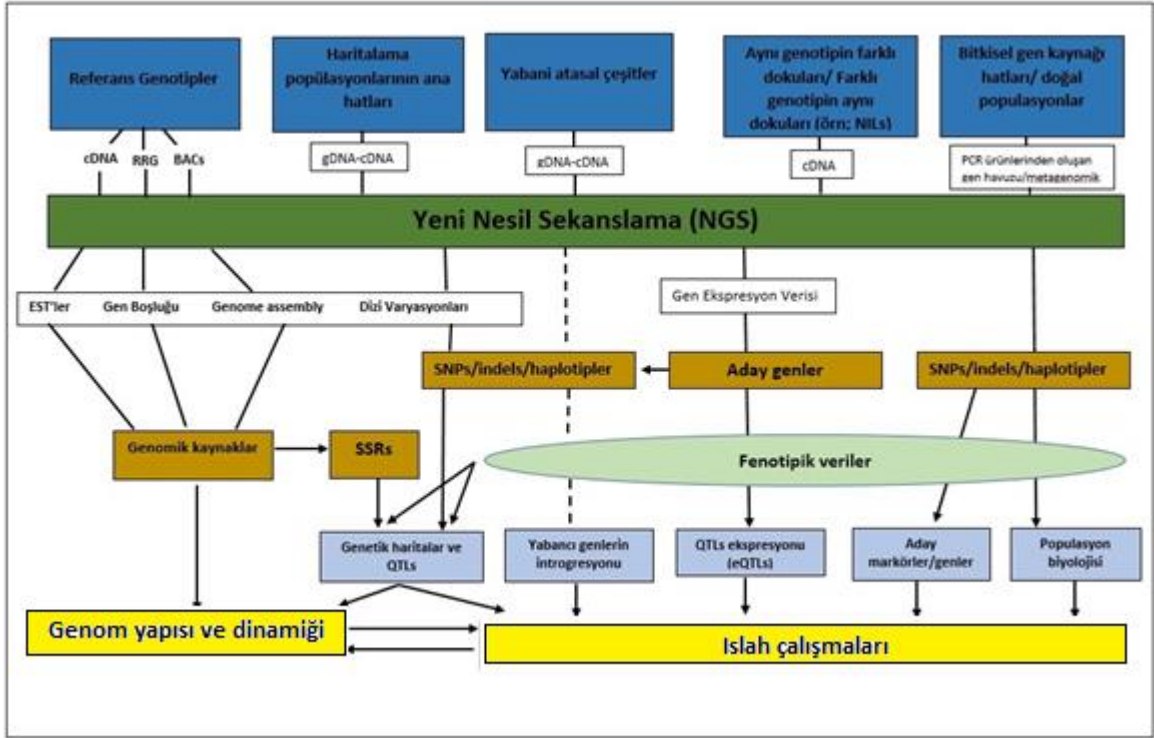 Referans Genotipler
Haritalama
popülasyonlarının ana
hatları
Yabani atasal çeşitler
Aynı genotipin farklı
dokuları/ Farklı
genotipin aynı
dokuları (örn; NILs)
Bitkisel gen kaynağı
hatları/ doğal
populasyonlar
cDNA
RRG
BACs
gDNA-cDNA
gDNA-cDNA
cDNA
PCR ürünlerinden oluşan
gen havuzu/metagenomik
Yeni Nesil Sekanslama (NGS)
EST'ler
Gen Boşluğu
Genome assembly
Dizi Varyasyonları
Gen Ekspresyon Verisi
SNPs/indels/haplotipler
Aday genler
SNPs/indels/haplotipler
Genomik kaynaklar
SSRs
Fenotipik veriler
Genetik haritalar ve
QTLs
Yabancı genlerin
introgresyonu
QTLs ekspresyonu
(eQTLs)
Aday
markörler/genler
Populasyon
biyolojisi
Genom yapısı ve dinamiği
Islah çalışmaları